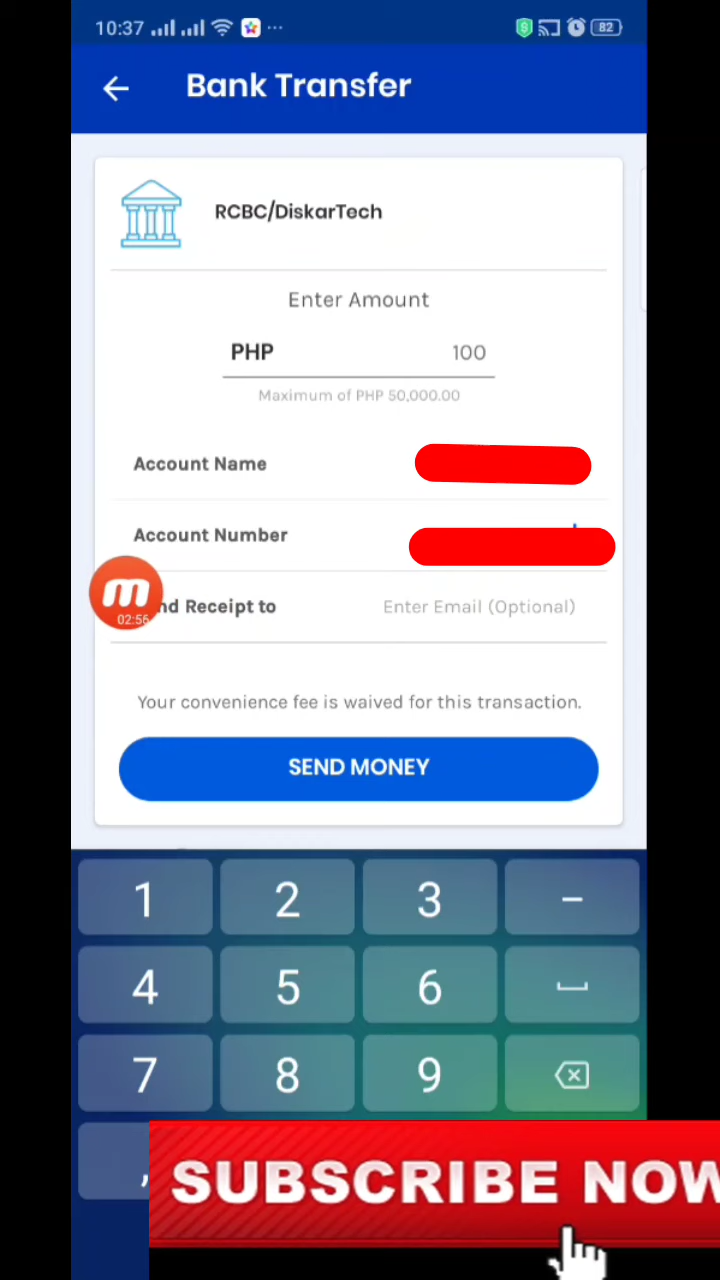 10:37
82
Bank Transfer
RCBC/DiskarTech
Enter Amount
PHP 100
Maximum of PHP 50,000.00
Account Name
Account Number
02:56
nd Receipt to Enter Email (Optional)
Your convenience fee is waived for this transaction.
SEND MONEY
1 2 3 –
4 5 6
7 8 9
,
SUBSCRIBE NOW